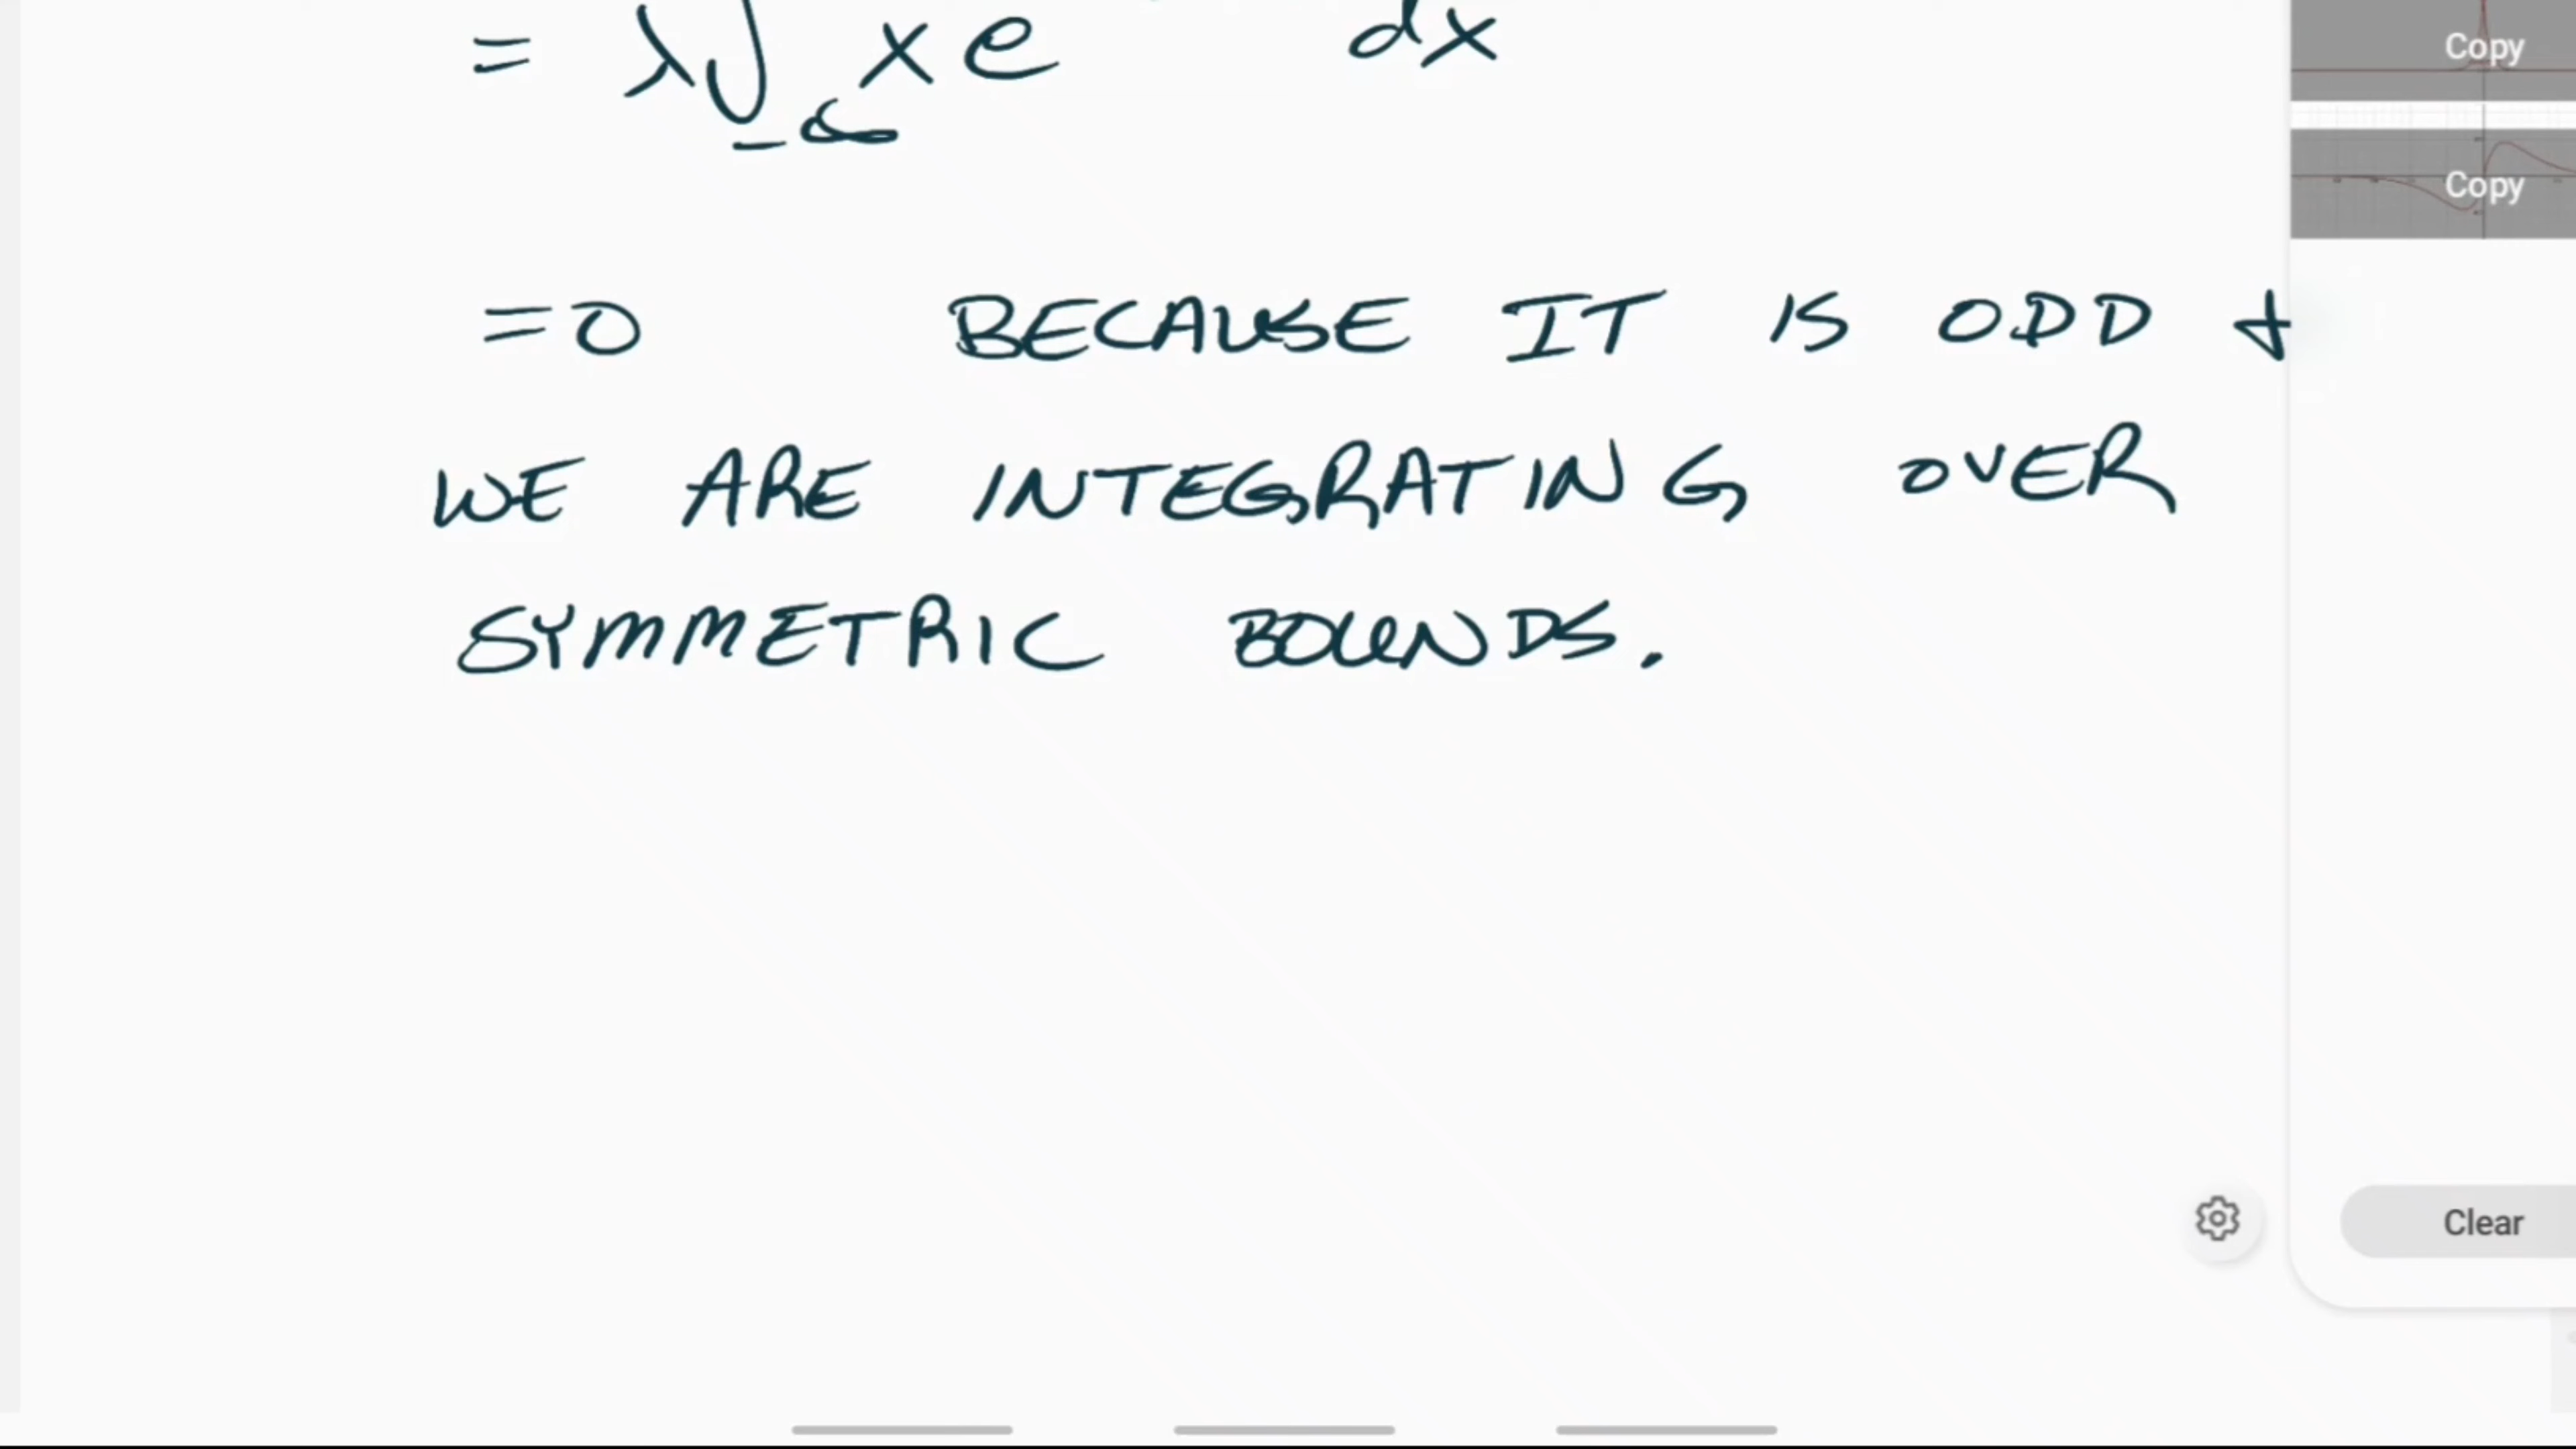 = λ∫ x e dx
-∞
= 0 BECAUSE IT IS ODD &
WE ARE INTEGRATING OVER
SYMMETRIC BOUNDS.
Copy
Copy
Clear